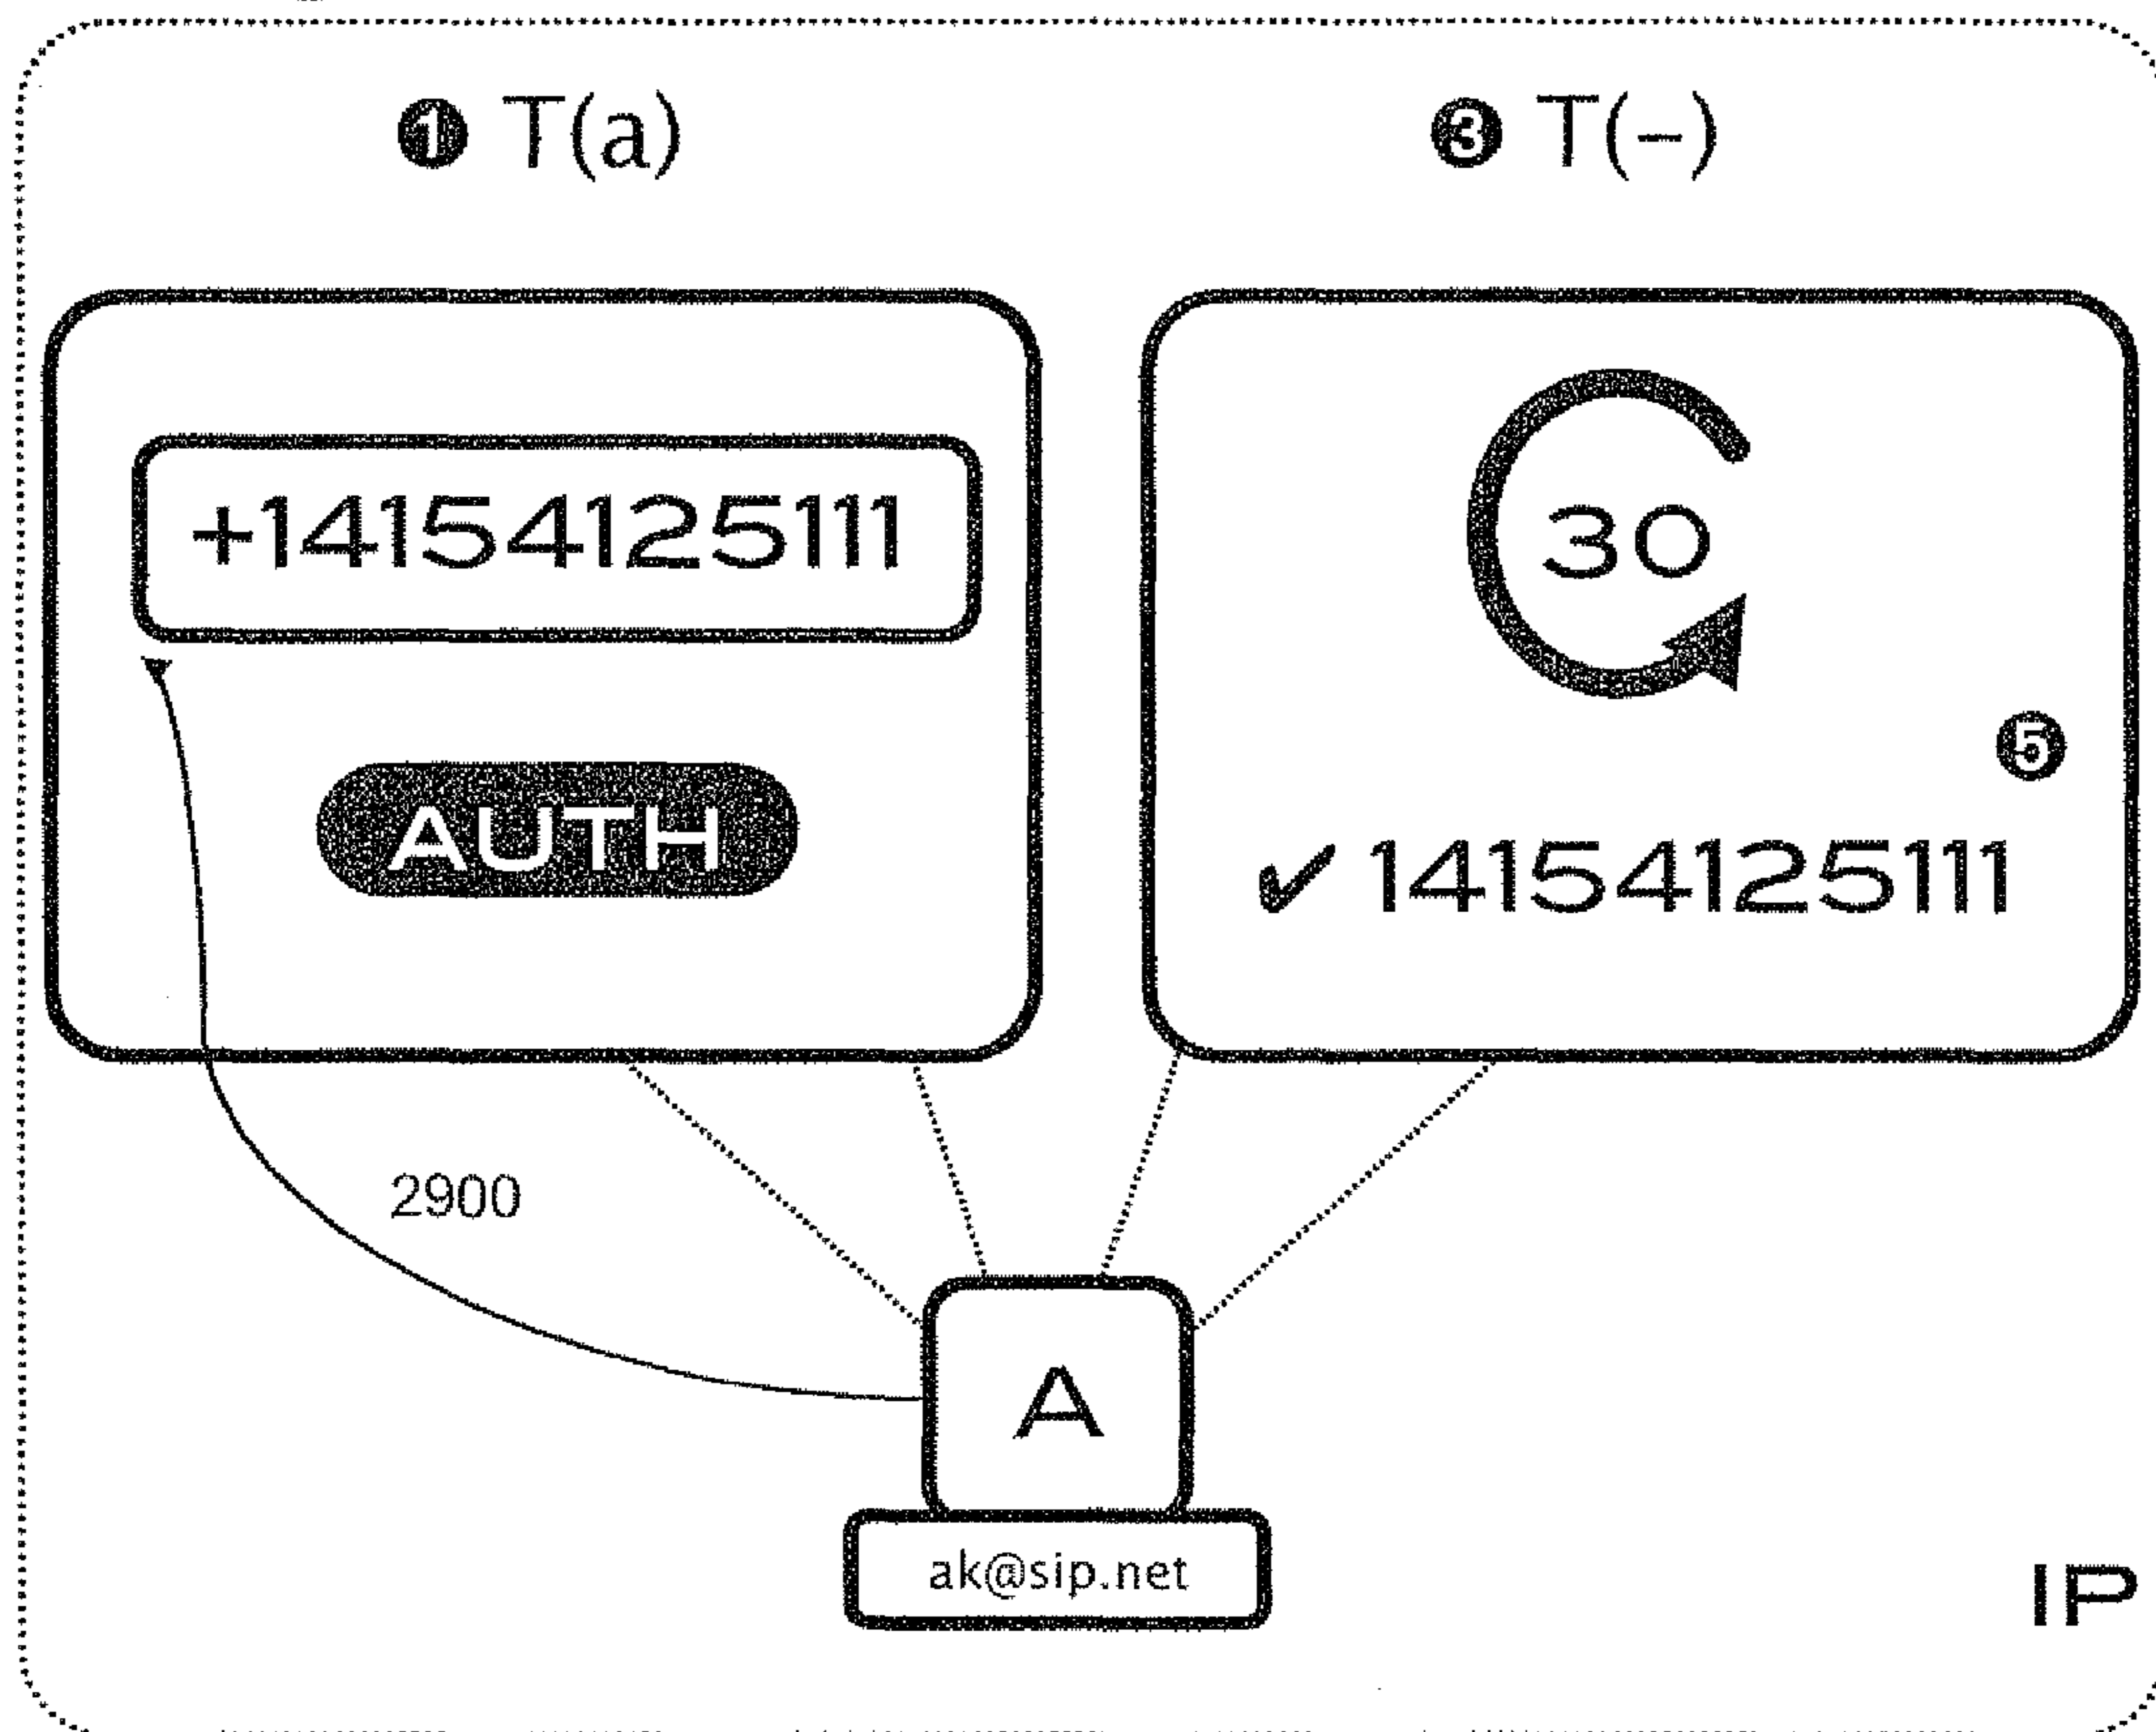 ❶ T(a)
❸ T(–)
+14154125111
AUTH
30
❺
✔ 14154125111
2900
A
ak@sip.net
IP